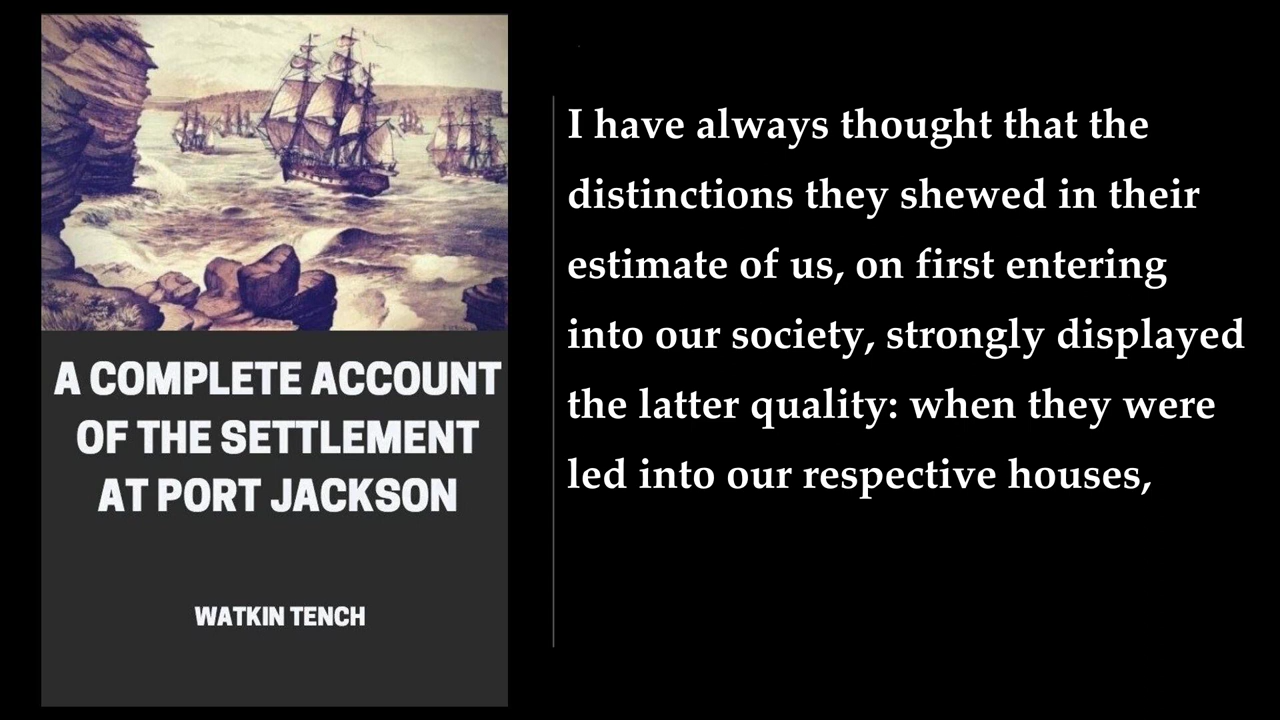 A COMPLETE ACCOUNT
OF THE SETTLEMENT
AT PORT JACKSON
WATKIN TENCH
I have always thought that the
distinctions they shewed in their
estimate of us, on first entering
into our society, strongly displayed
the latter quality: when they were
led into our respective houses,